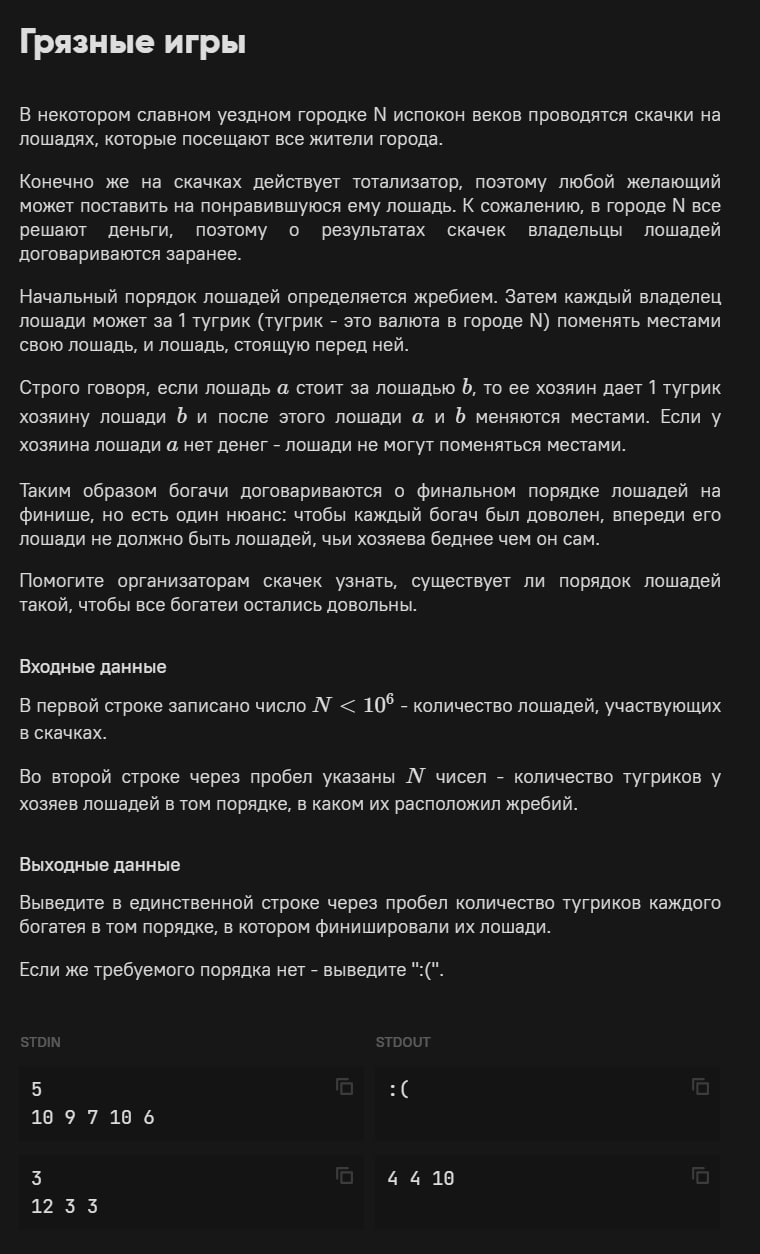 Грязные игры
В некотором славном уездном городке N испокон веков проводятся скачки на
лошадях, которые посещают все жители города.
Конечно же на скачках действует тотализатор, поэтому любой желающий
может поставить на понравившуюся ему лошадь. К сожалению, в городе N все
решают деньги, поэтому о результатах скачек владельцы лошадей
договариваются заранее.
Начальный порядок лошадей определяется жребием. Затем каждый владелец
лошади может за 1 тугрик (тугрик - это валюта в городе N) поменять местами
свою лошадь, и лошадь, стоящую перед ней.
Строго говоря, если лошадь a стоит за лошадью b, то ее хозяин дает 1 тугрик
хозяину лошади b и после этого лошади a и b меняются местами. Если у
хозяина лошади a нет денег - лошади не могут поменяться местами.
Таким образом богачи договариваются о финальном порядке лошадей на
финише, но есть один нюанс: чтобы каждый богач был доволен, впереди его
лошади не должно быть лошадей, чьи хозяева беднее чем он сам.
Помогите организаторам скачек узнать, существует ли порядок лошадей
такой, чтобы все богатеи остались довольны.
Входные данные
В первой строке записано число N < 10⁶ - количество лошадей, участвующих
в скачках.
Во второй строке через пробел указаны N чисел - количество тугриков у
хозяев лошадей в том порядке, в каком их расположил жребий.
Выходные данные
Выведите в единственной строке через пробел количество тугриков каждого
богатея в том порядке, в котором финишировали их лошади.
Если же требуемого порядка нет - выведите ":(".
STDIN
STDOUT
5
10 9 7 10 6
:(
3
12 3 3
4 4 10